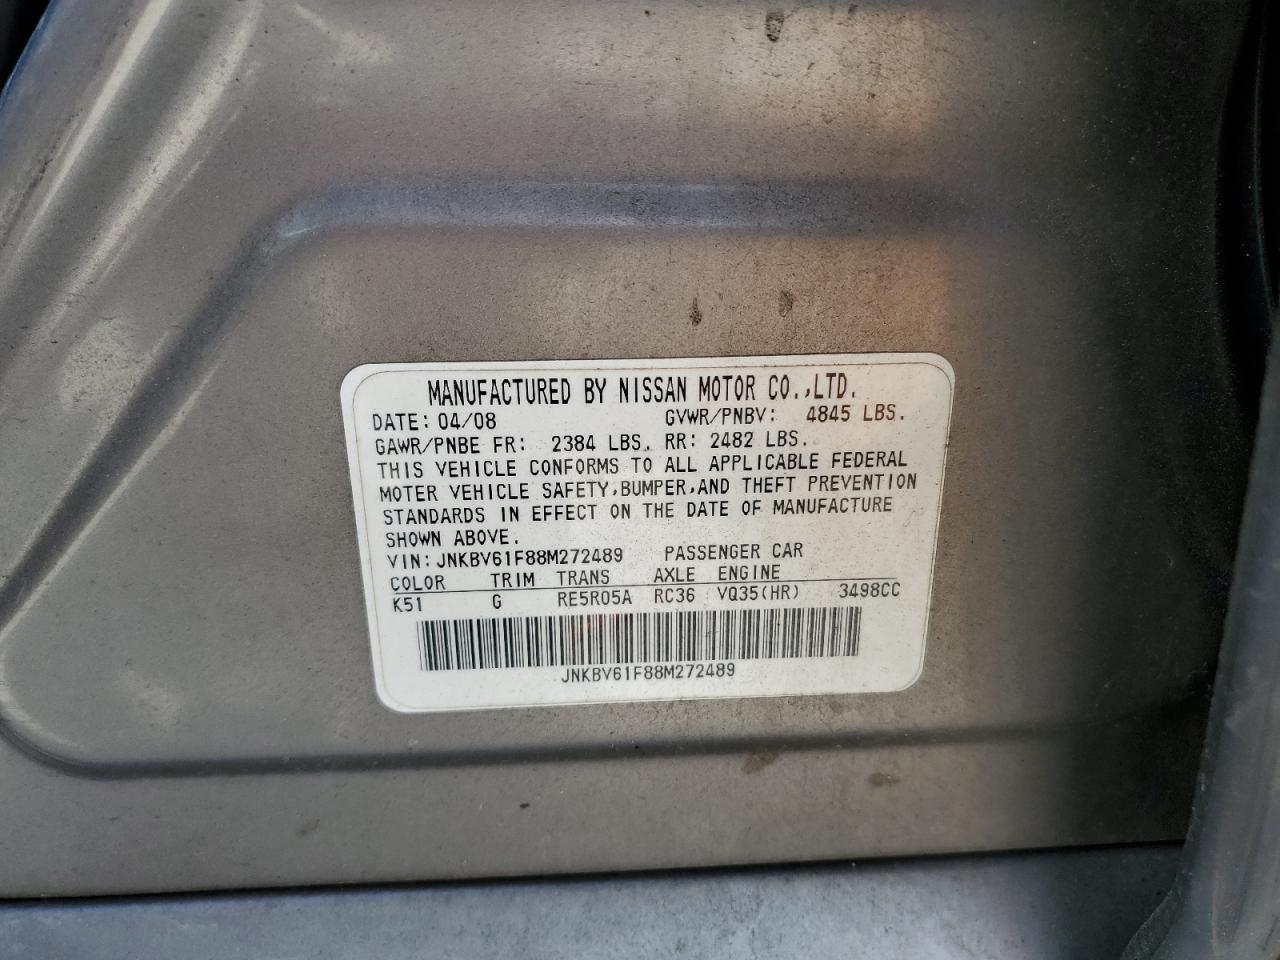 MANUFACTURED BY NISSAN MOTOR CO.,LTD.
DATE: 04/08 GVWR/PNBV: 4845 LBS.
GAWR/PNBE FR: 2384 LBS. RR: 2482 LBS.
THIS VEHICLE CONFORMS TO ALL APPLICABLE FEDERAL
MOTER VEHICLE SAFETY,BUMPER,AND THEFT PREVENTION
STANDARDS IN EFFECT ON THE DATE OF MANUFACTURE
SHOWN ABOVE.
VIN: JNKBV61F88M272489 PASSENGER CAR
COLOR TRIM TRANS AXLE ENGINE
K51 G RE5R05A RC36 VQ35(HR) 3498CC
JNKBV61F88M272489